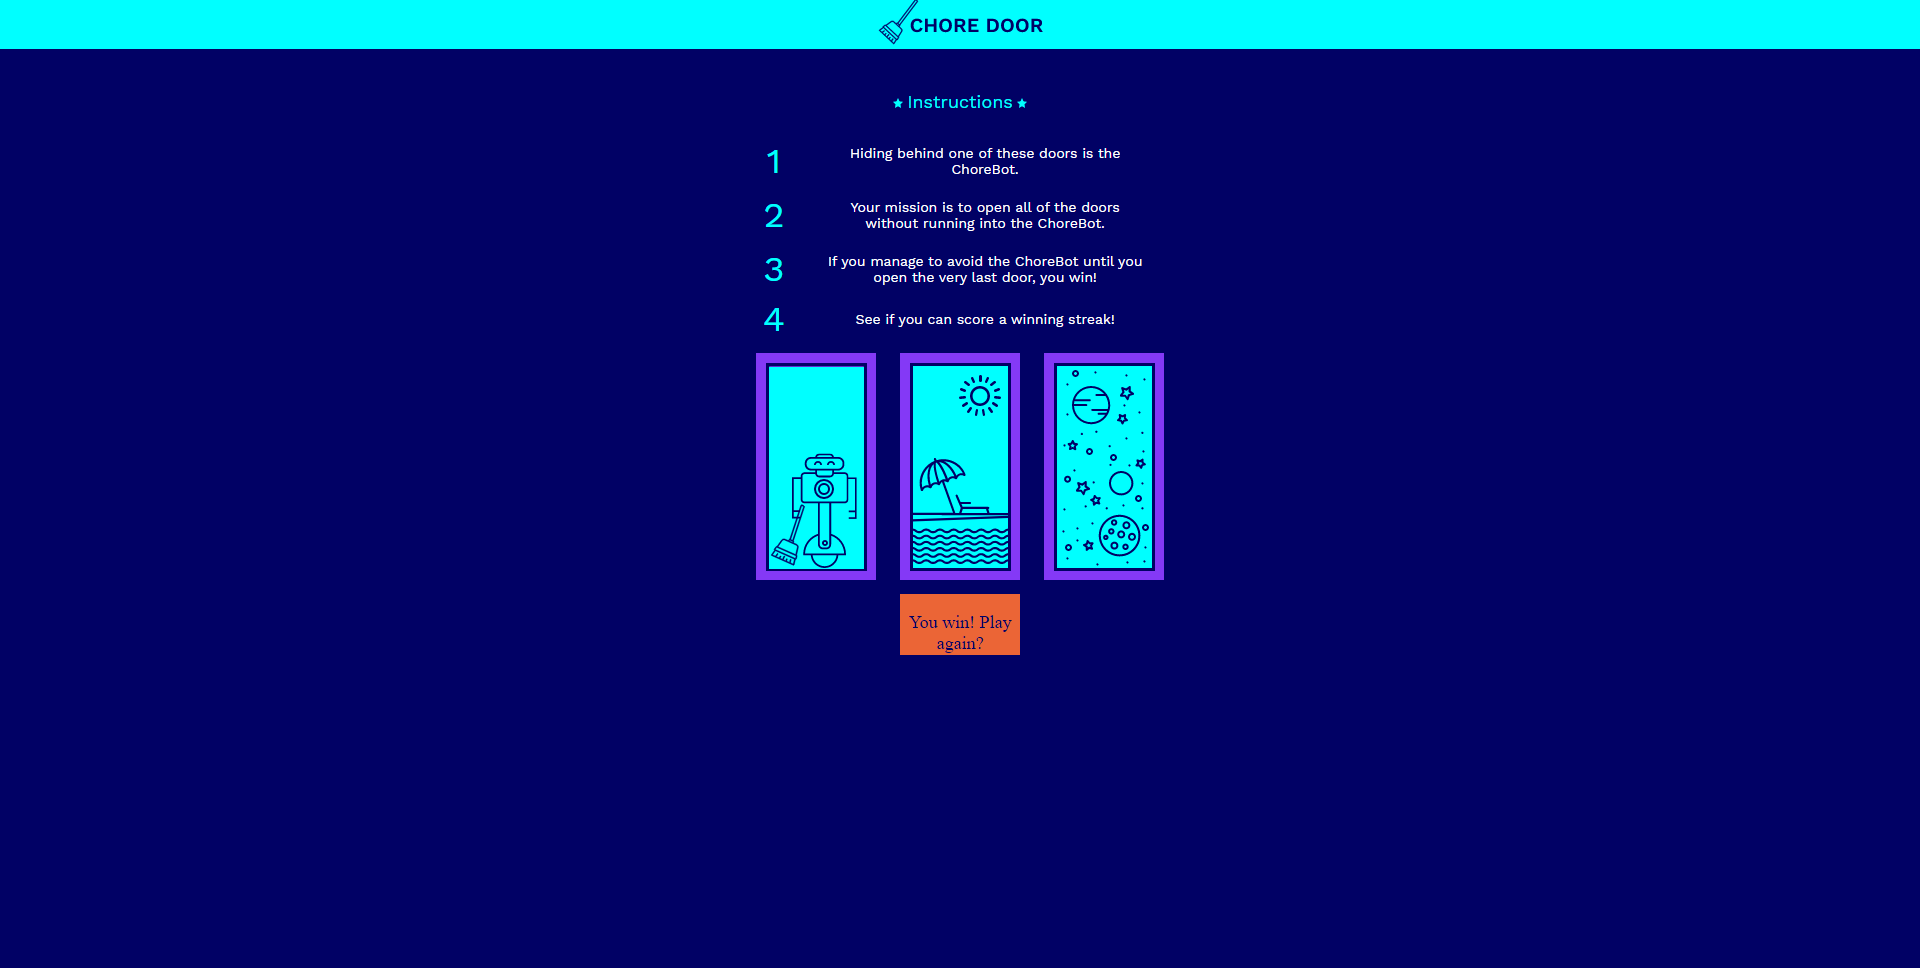 CHORE DOOR
Instructions
1
Hiding behind one of these doors is the
ChoreBot.
2
Your mission is to open all of the doors
without running into the ChoreBot.
3
If you manage to avoid the ChoreBot until you
open the very last door, you win!
4
See if you can score a winning streak!
You win! Play
again?